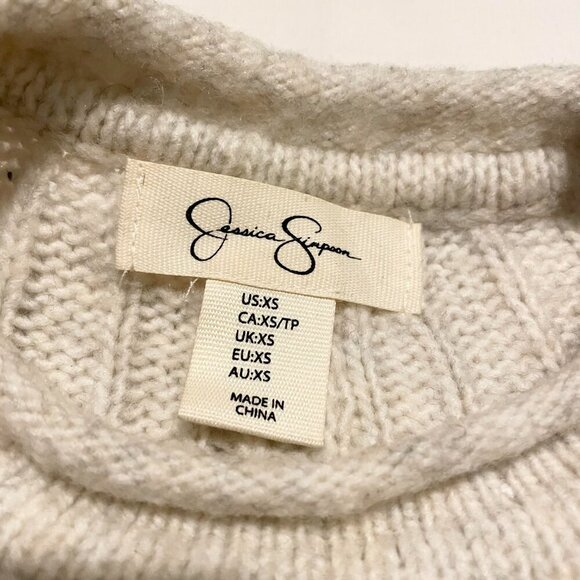 Jessica Simpson
US:XS
CA:XS/TP
UK:XS
EU:XS
AU:XS
MADE IN
CHINA